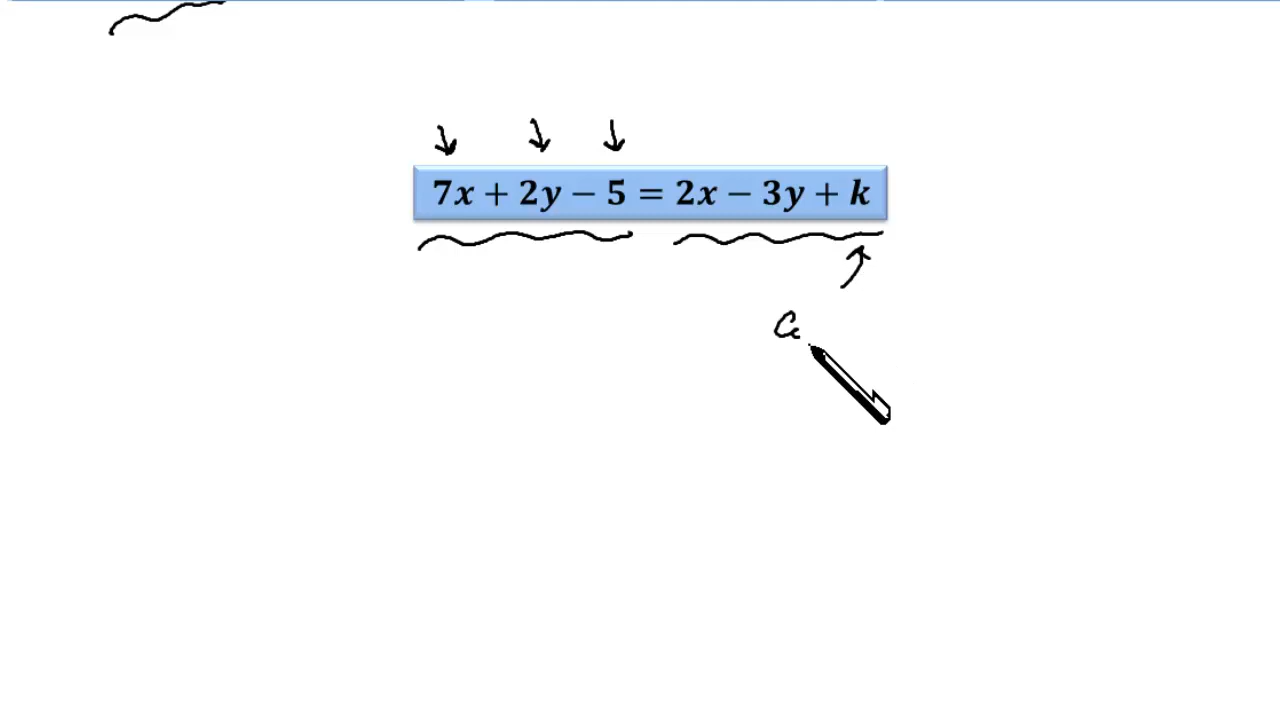 7x + 2y − 5 = 2x − 3y + k